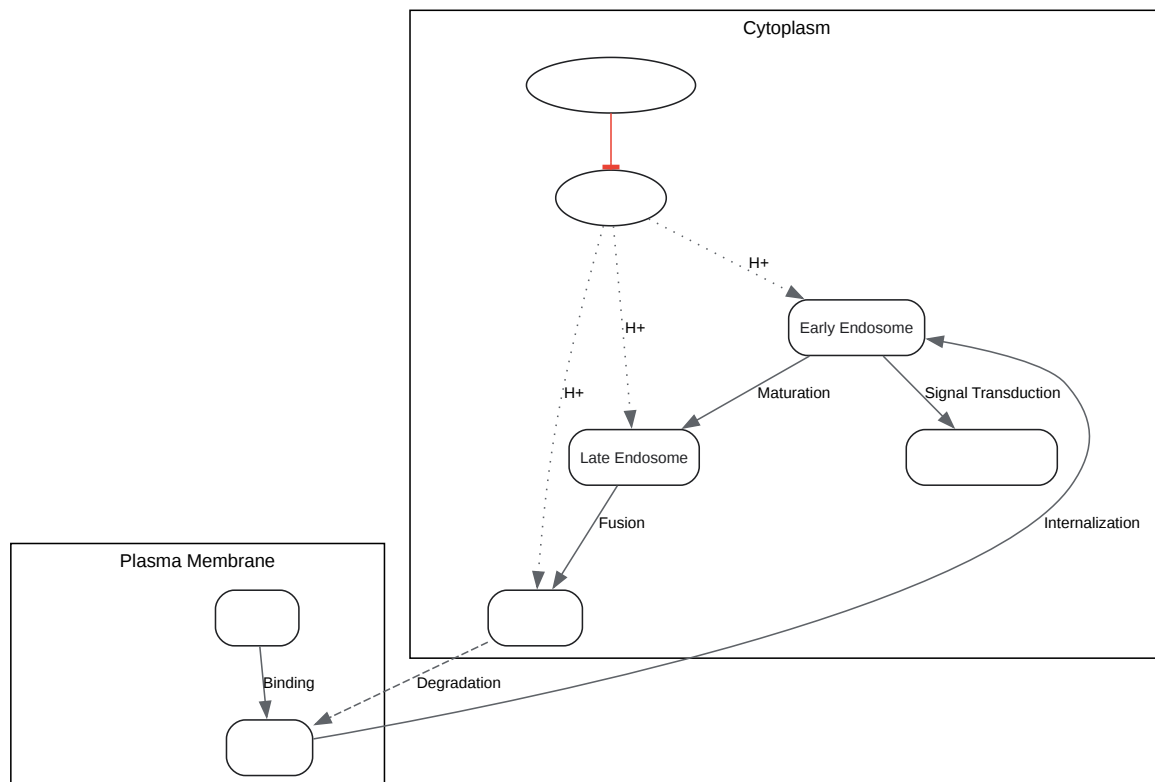 Cytoplasm
H+
H+
Early Endosome
H+
Maturation
Signal Transduction
Late Endosome
Fusion
Internalization
Plasma Membrane
Binding
Degradation